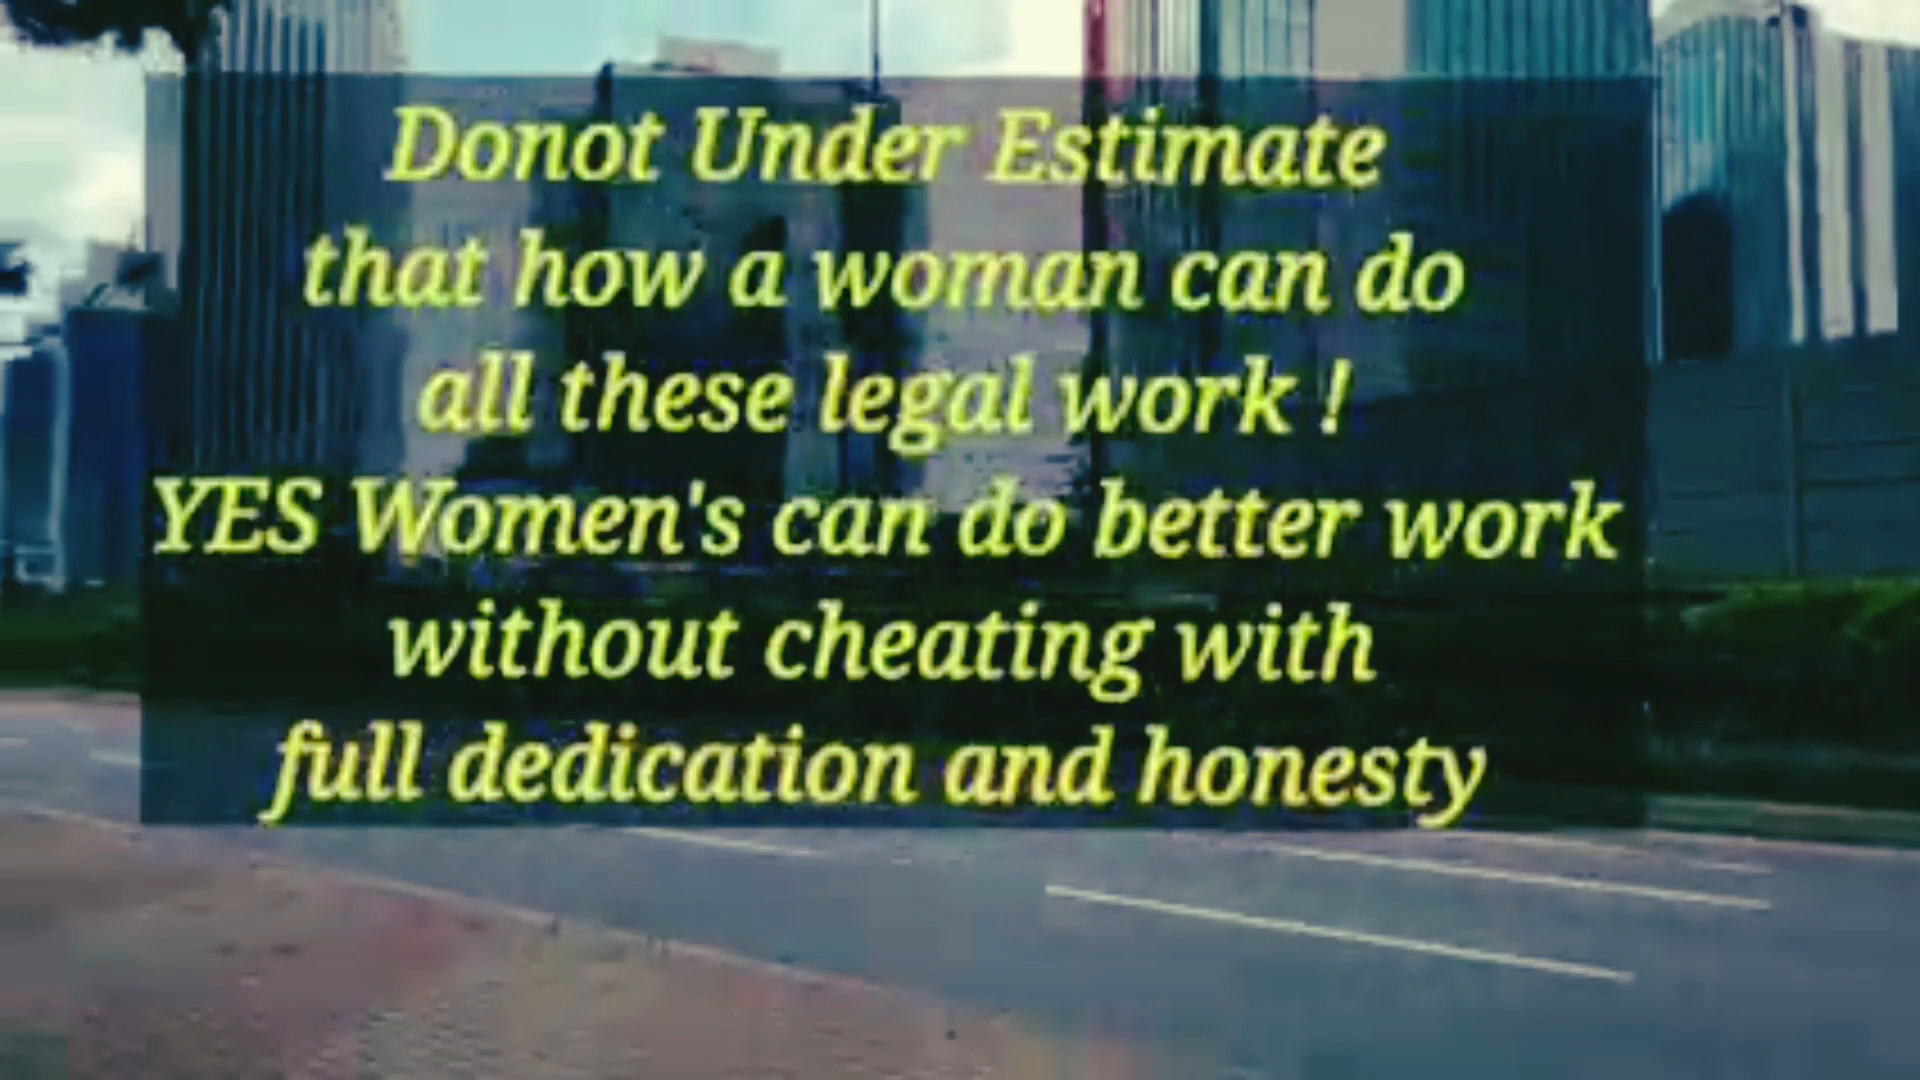 Donot Under Estimate
that how a woman can do
all these legal work !
YES Women's can do better work
without cheating with
full dedication and honesty